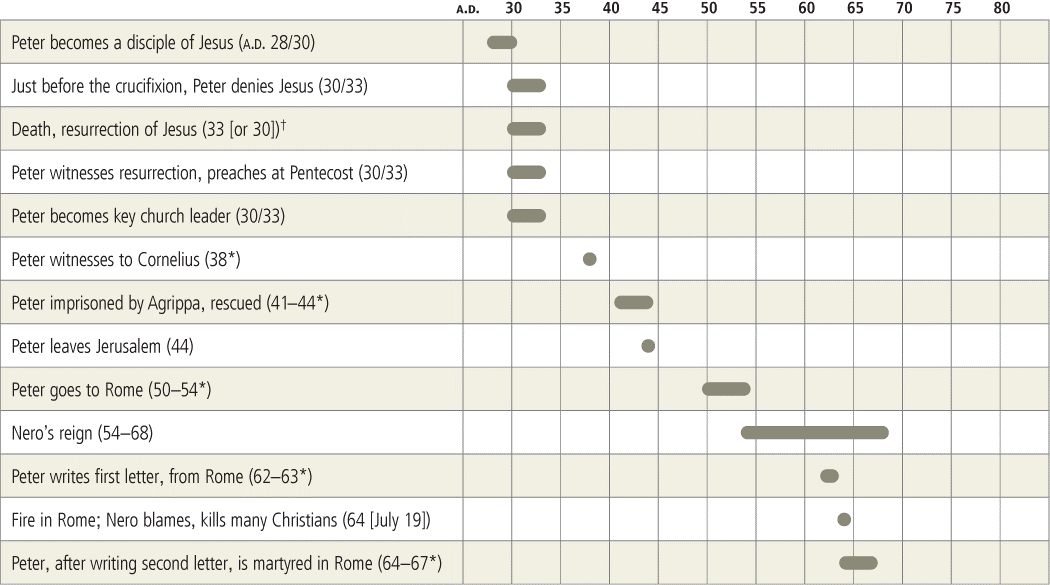 A.D. 30 35 40 45 50 55 60 65 70 75 80
Peter becomes a disciple of Jesus (A.D. 28/30)
Just before the crucifixion, Peter denies Jesus (30/33)
Death, resurrection of Jesus (33 [or 30])†
Peter witnesses resurrection, preaches at Pentecost (30/33)
Peter becomes key church leader (30/33)
Peter witnesses to Cornelius (38*)
Peter imprisoned by Agrippa, rescued (41–44*)
Peter leaves Jerusalem (44)
Peter goes to Rome (50–54*)
Nero’s reign (54–68)
Peter writes first letter, from Rome (62–63*)
Fire in Rome; Nero blames, kills many Christians (64 [July 19])
Peter, after writing second letter, is martyred in Rome (64–67*)